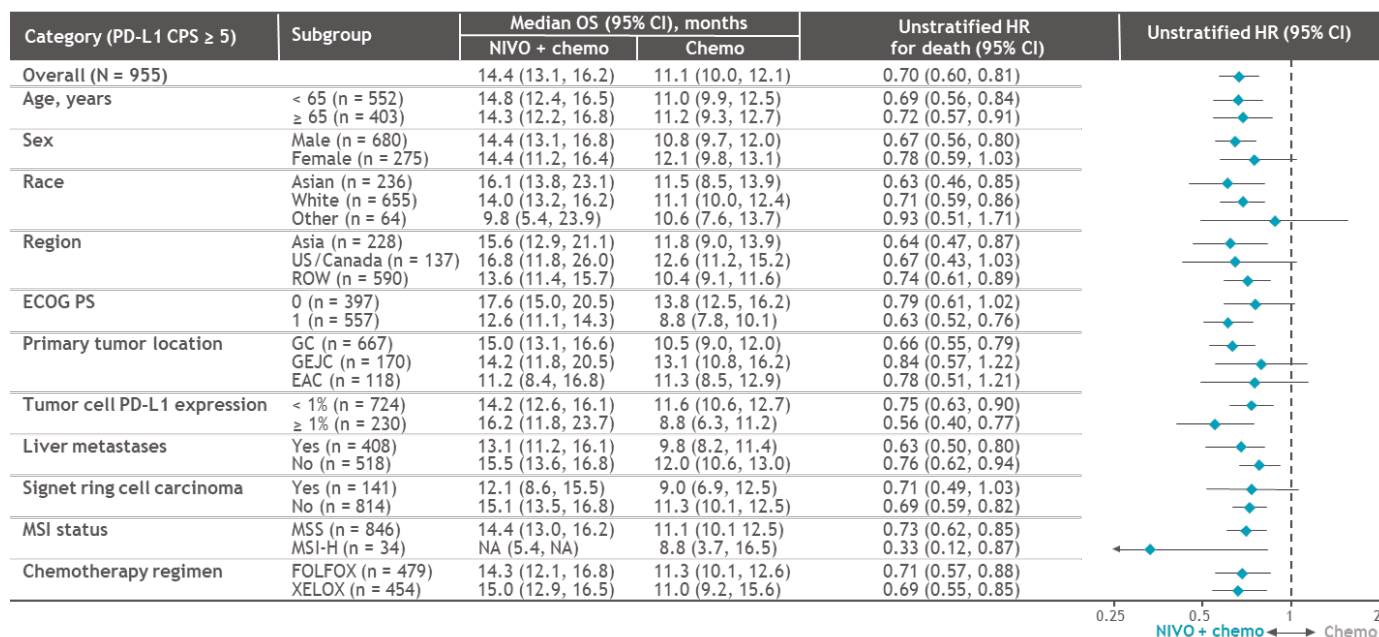 Category (PD-L1 CPS ≥ 5) Subgroup Median OS (95% CI), months Unstratified HR for death (95% CI) Unstratified HR (95% CI)
NIVO + chemo Chemo
Overall (N = 955) 14.4 (13.1, 16.2) 11.1 (10.0, 12.1) 0.70 (0.60, 0.81)
Age, years < 65 (n = 552) 14.8 (12.4, 16.5) 11.0 (9.9, 12.5) 0.69 (0.56, 0.84)
≥ 65 (n = 403) 14.3 (12.2, 16.8) 11.2 (9.3, 12.7) 0.72 (0.57, 0.91)
Sex Male (n = 680) 14.4 (13.1, 16.8) 10.8 (9.7, 12.0) 0.67 (0.56, 0.80)
Female (n = 275) 14.4 (11.2, 16.4) 12.1 (9.8, 13.1) 0.78 (0.59, 1.03)
Race Asian (n = 236) 16.1 (13.8, 23.1) 11.5 (8.5, 13.9) 0.63 (0.46, 0.85)
White (n = 655) 14.0 (13.2, 16.2) 11.1 (10.0, 12.4) 0.71 (0.59, 0.86)
Other (n = 64) 9.8 (5.4, 23.9) 10.6 (7.6, 13.7) 0.93 (0.51, 1.71)
Region Asia (n = 228) 15.6 (12.9, 21.1) 11.8 (9.0, 13.9) 0.64 (0.47, 0.87)
US/Canada (n = 137) 16.8 (11.8, 26.0) 12.6 (11.2, 15.2) 0.67 (0.43, 1.03)
ROW (n = 590) 13.6 (11.4, 15.7) 10.4 (9.1, 11.6) 0.74 (0.61, 0.89)
ECOG PS 0 (n = 397) 17.6 (15.0, 20.5) 13.8 (12.5, 16.2) 0.79 (0.61, 1.02)
1 (n = 557) 12.6 (11.1, 14.3) 8.8 (7.8, 10.1) 0.63 (0.52, 0.76)
Primary tumor location GC (n = 667) 15.0 (13.1, 16.6) 10.5 (9.0, 12.0) 0.66 (0.55, 0.79)
GEJC (n = 170) 14.2 (11.8, 20.5) 13.1 (10.8, 16.2) 0.84 (0.57, 1.22)
EAC (n = 118) 11.2 (8.4, 16.8) 11.3 (8.5, 12.9) 0.78 (0.51, 1.21)
Tumor cell PD-L1 expression < 1% (n = 724) 14.2 (12.6, 16.1) 11.6 (10.6, 12.7) 0.75 (0.63, 0.90)
≥ 1% (n = 230) 16.2 (11.8, 23.7) 8.8 (6.3, 11.2) 0.56 (0.40, 0.77)
Liver metastases Yes (n = 408) 13.1 (11.2, 16.1) 9.8 (8.2, 11.4) 0.63 (0.50, 0.80)
No (n = 518) 15.5 (13.6, 16.8) 12.0 (10.6, 13.0) 0.76 (0.62, 0.94)
Signet ring cell carcinoma Yes (n = 141) 12.1 (8.6, 15.5) 9.0 (6.9, 12.5) 0.71 (0.49, 1.03)
No (n = 814) 15.1 (13.5, 16.8) 11.3 (10.1, 12.5) 0.69 (0.59, 0.82)
MSI status MSS (n = 846) 14.4 (13.0, 16.2) 11.1 (10.1 12.5) 0.73 (0.62, 0.85)
MSI-H (n = 34) NA (5.4, NA) 8.8 (3.7, 16.5) 0.33 (0.12, 0.87)
Chemotherapy regimen FOLFOX (n = 479) 14.3 (12.1, 16.8) 11.3 (10.1, 12.6) 0.71 (0.57, 0.88)
XELOX (n = 454) 15.0 (12.9, 16.5) 11.0 (9.2, 15.6) 0.69 (0.55, 0.85)
0.25 0.5 1 2
NIVO + chemo Chemo